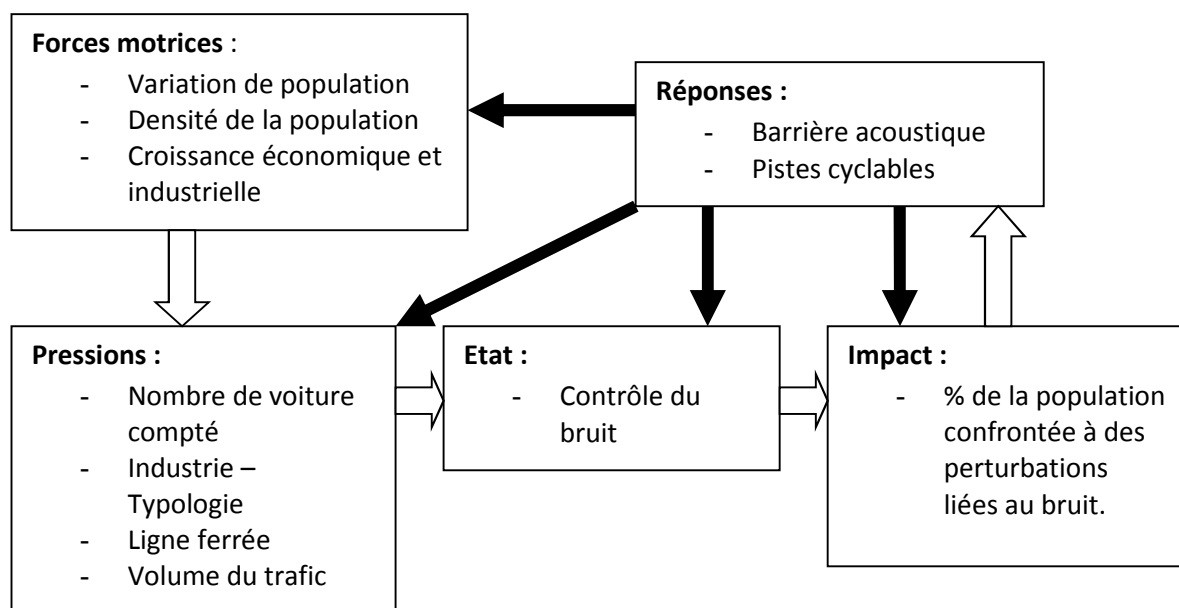 Forces motrices :
- Variation de population
- Densité de la population
- Croissance économique et
industrielle
Réponses :
- Barrière acoustique
- Pistes cyclables
Pressions :
- Nombre de voiture
compté
- Industrie –
Typologie
- Ligne ferrée
- Volume du trafic
Etat :
- Contrôle du
bruit
Impact :
- % de la population
confrontée à des
perturbations
liées au bruit.